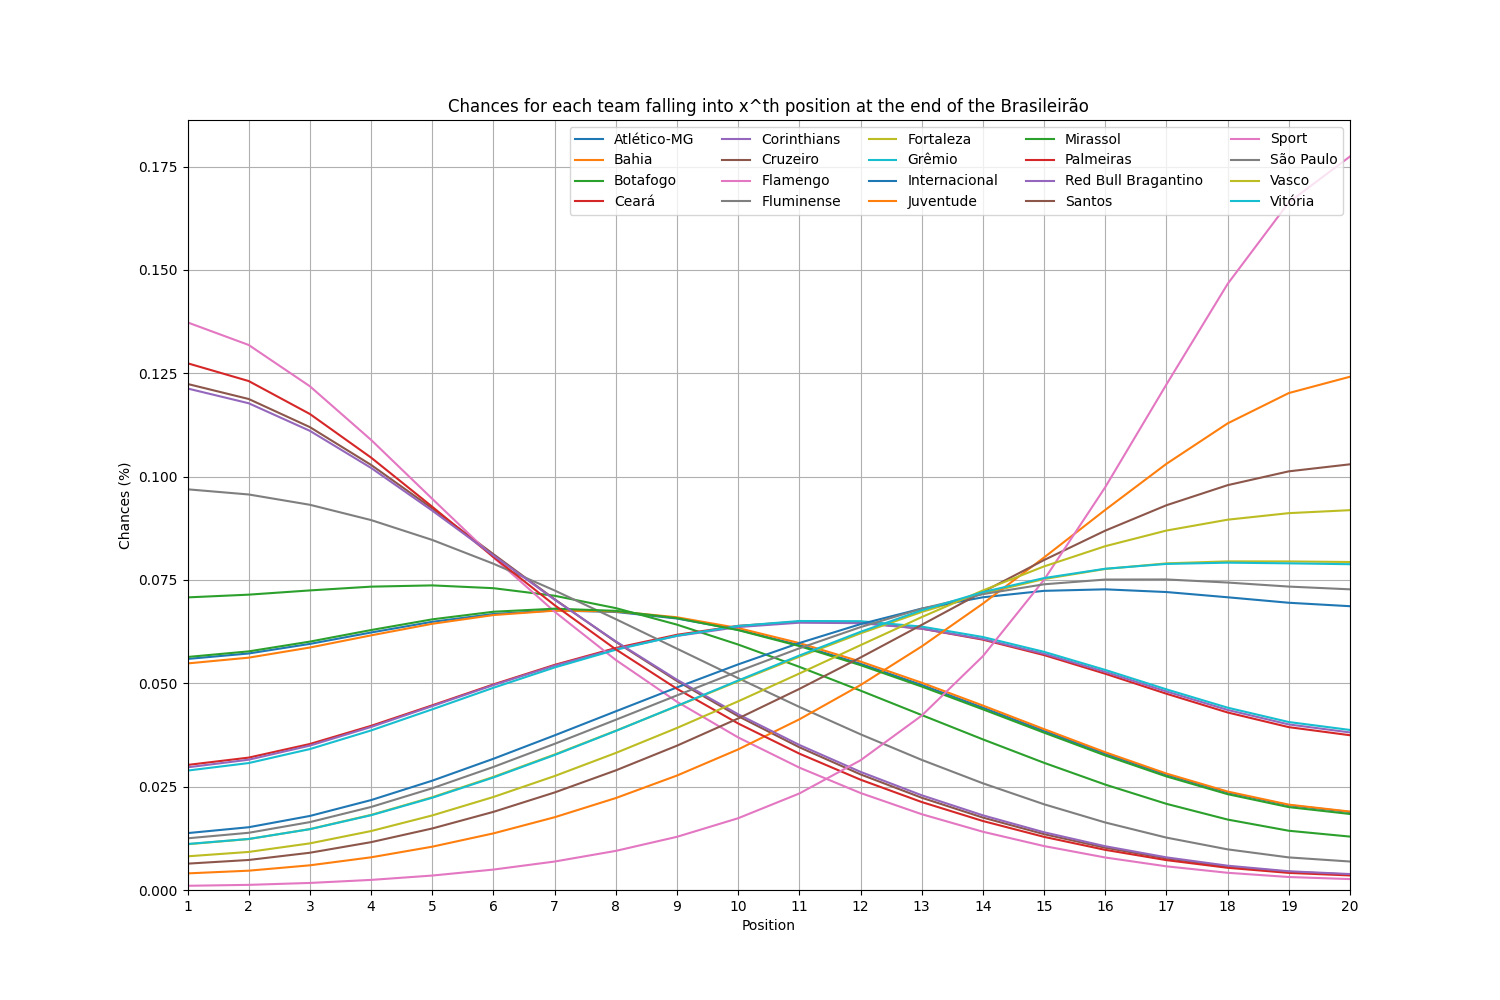 Chances for each team falling into x^th position at the end of the Brasileirão
Atlético-MG
Bahia
Botafogo
Ceará
Corinthians
Cruzeiro
Flamengo
Fluminense
Fortaleza
Grêmio
Internacional
Juventude
Mirassol
Palmeiras
Red Bull Bragantino
Santos
Sport
São Paulo
Vasco
Vitória
Chances (%)
0.175
0.150
0.125
0.100
0.075
0.050
0.025
0.000
1 2 3 4 5 6 7 8 9 10 11 12 13 14 15 16 17 18 19 20
Position